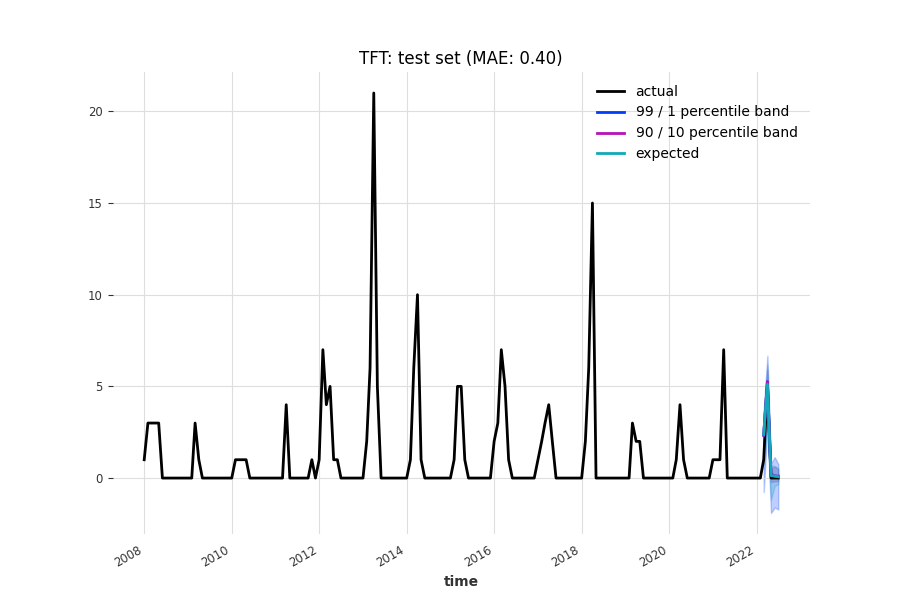 TFT: test set (MAE: 0.40)
actual
99 / 1 percentile band
90 / 10 percentile band
expected
20
15
10
5
0
2008
2010
2012
2014
2016
2018
2020
2022
time